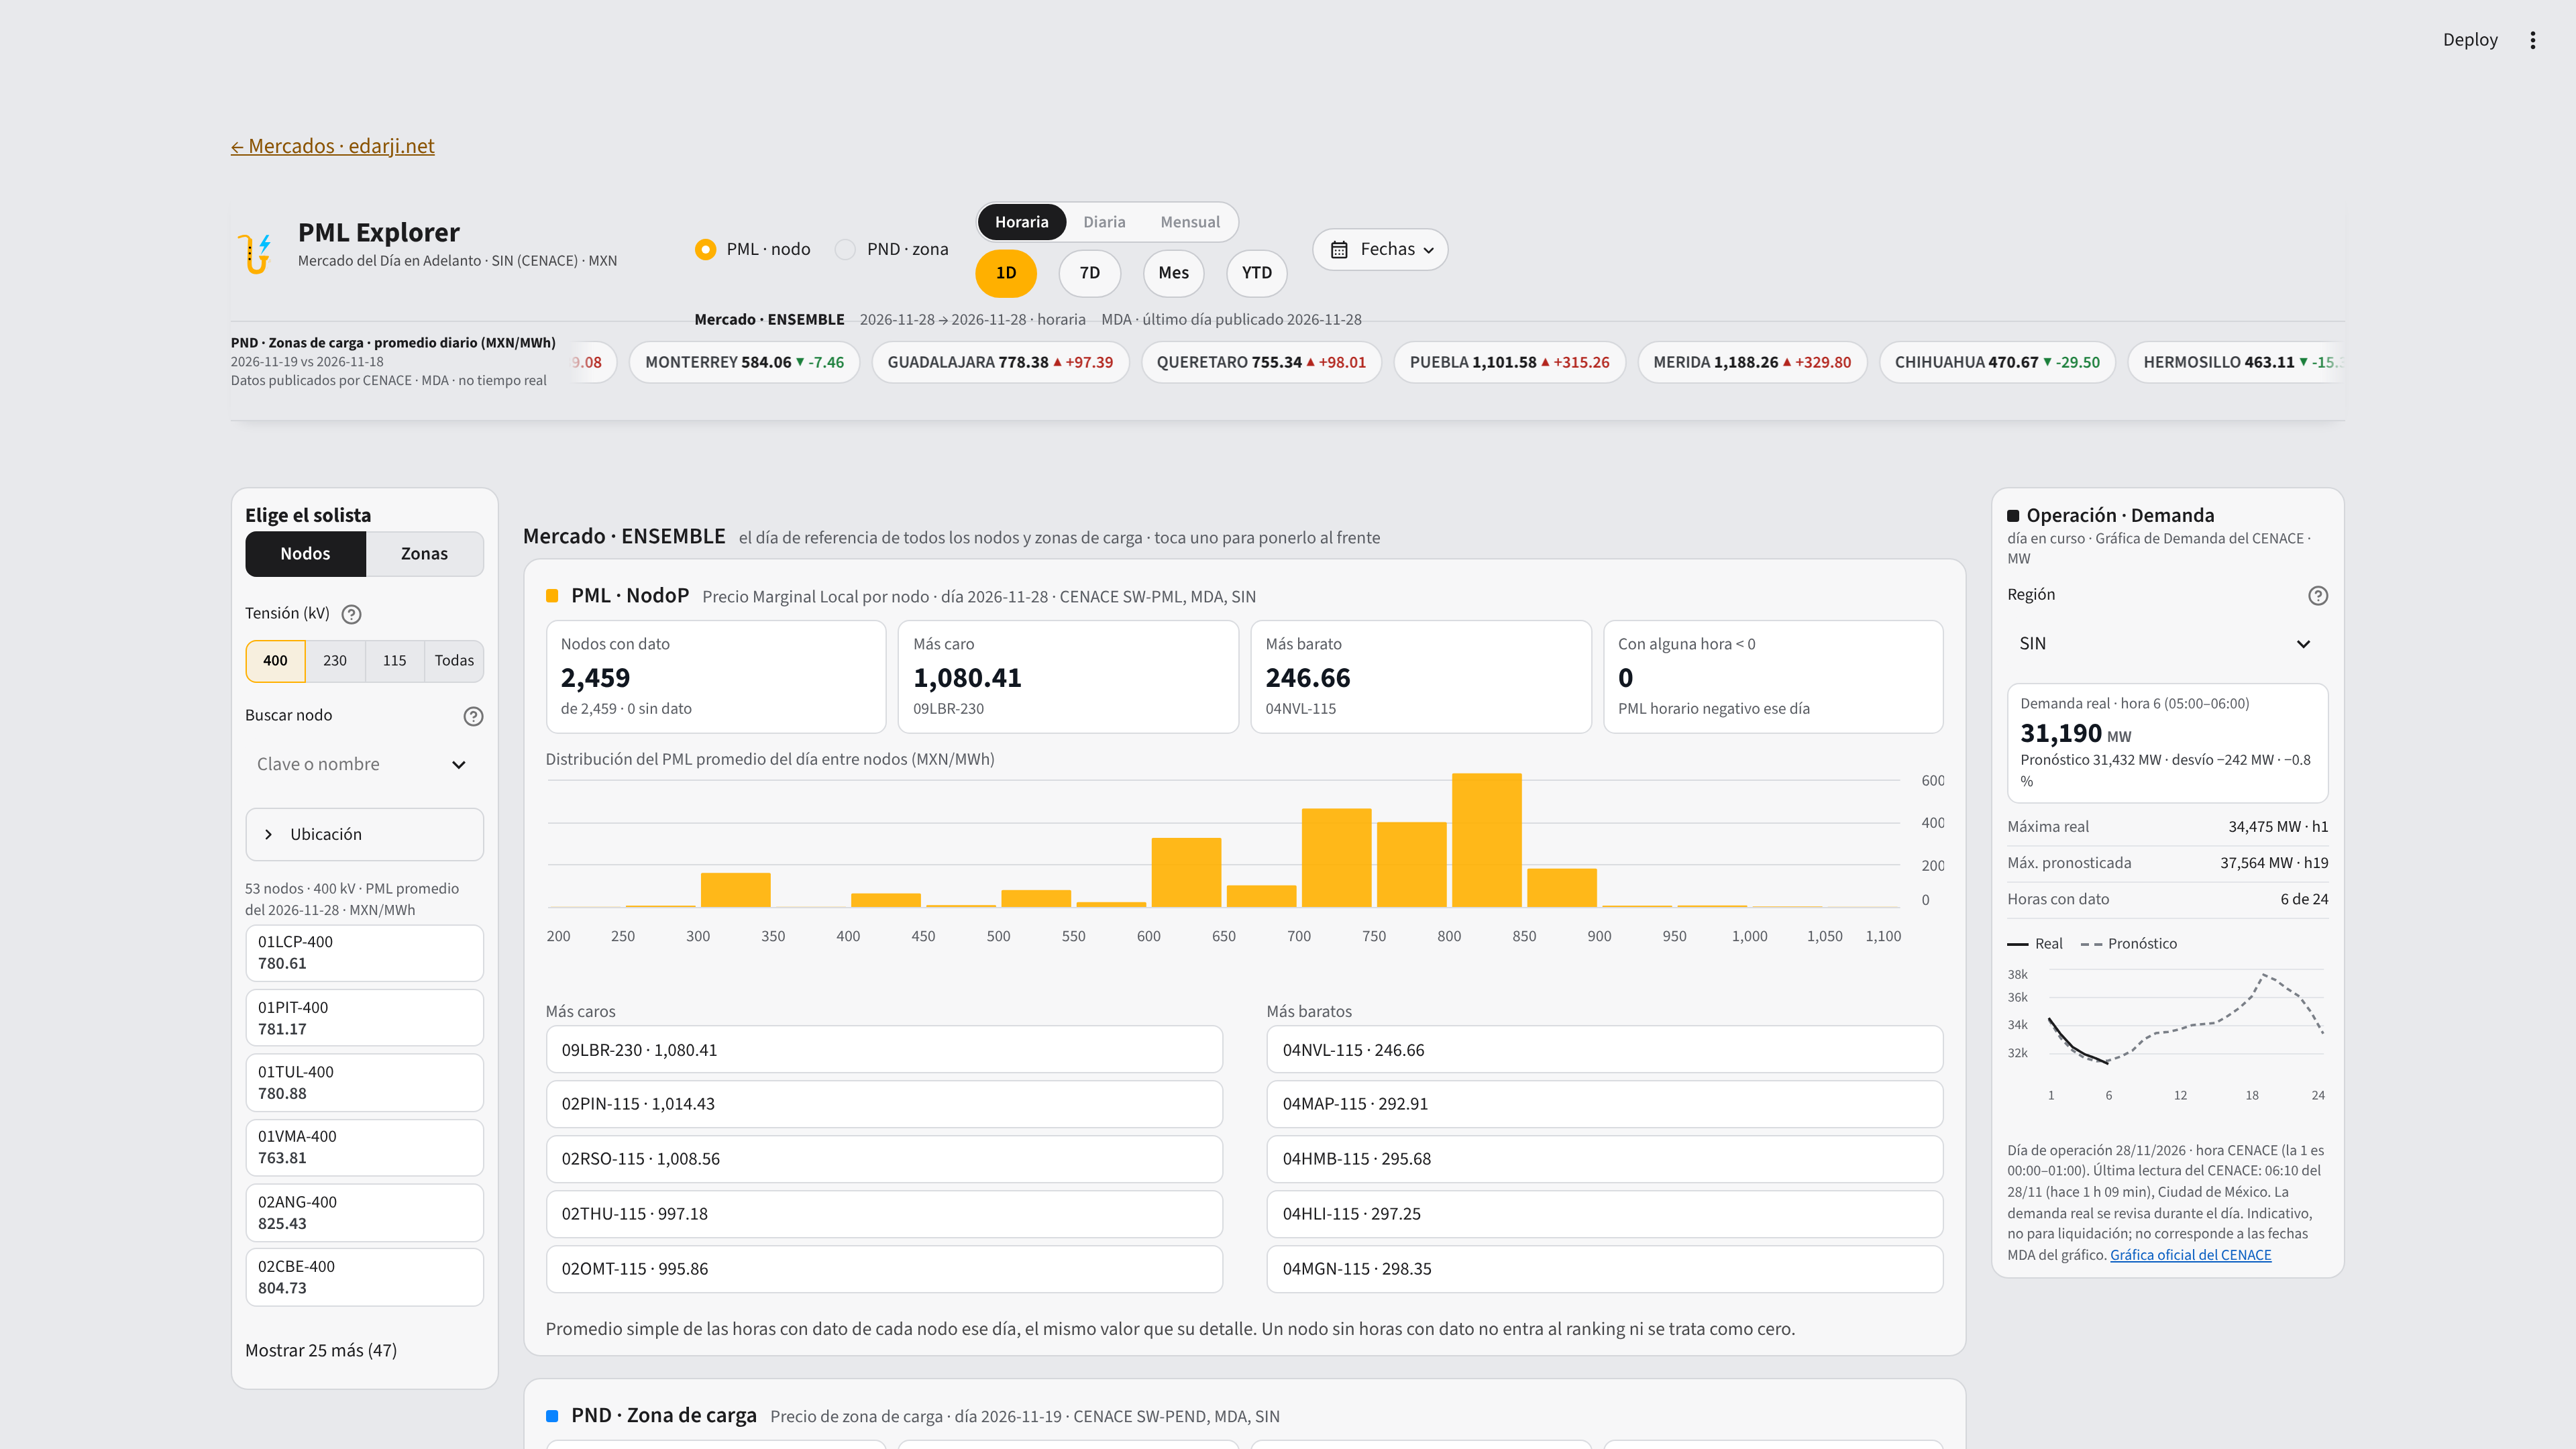 Deploy
← Mercados · edarji.net
PML Explorer
Mercado del Día en Adelanto · SIN (CENACE) · MXN
PML · nodo
PND · zona
Horaria
Diaria
Mensual
1D
7D
Mes
YTD
Fechas
Mercado · ENSEMBLE 2026-11-28 → 2026-11-28 · horaria MDA · último día publicado 2026-11-28
PND · Zonas de carga · promedio diario (MXN/MWh)
2026-11-19 vs 2026-11-18
Datos publicados por CENACE · MDA · no tiempo real
9.08
MONTERREY 584.06 ▼ -7.46
GUADALAJARA 778.38 ▲ +97.39
QUERETARO 755.34 ▲ +98.01
PUEBLA 1,101.58 ▲ +315.26
MERIDA 1,188.26 ▲ +329.80
CHIHUAHUA 470.67 ▼ -29.50
HERMOSILLO 463.11 ▼ -15.
Elige el solista
Nodos
Zonas
Tensión (kV)
400
230
115
Todas
Buscar nodo
Clave o nombre
Ubicación
53 nodos · 400 kV · PML promedio
del 2026-11-28 · MXN/MWh
01LCP-400
780.61
01PIT-400
781.17
01TUL-400
780.88
01VMA-400
763.81
02ANG-400
825.43
02CBE-400
804.73
Mostrar 25 más (47)
Mercado · ENSEMBLE el día de referencia de todos los nodos y zonas de carga · toca uno para ponerlo al frente
PML · NodoP Precio Marginal Local por nodo · día 2026-11-28 · CENACE SW-PML, MDA, SIN
Nodos con dato
2,459
de 2,459 · 0 sin dato
Más caro
1,080.41
09LBR-230
Más barato
246.66
04NVL-115
Con alguna hora < 0
0
PML horario negativo ese día
Distribución del PML promedio del día entre nodos (MXN/MWh)
600
400
200
0
200 250 300 350 400 450 500 550 600 650 700 750 800 850 900 950 1,000 1,050 1,100
Más caros
09LBR-230 · 1,080.41
02PIN-115 · 1,014.43
02RSO-115 · 1,008.56
02THU-115 · 997.18
02OMT-115 · 995.86
Más baratos
04NVL-115 · 246.66
04MAP-115 · 292.91
04HMB-115 · 295.68
04HLI-115 · 297.25
04MGN-115 · 298.35
Promedio simple de las horas con dato de cada nodo ese día, el mismo valor que su detalle. Un nodo sin horas con dato no entra al ranking ni se trata como cero.
PND · Zona de carga Precio de zona de carga · día 2026-11-19 · CENACE SW-PEND, MDA, SIN
Operación · Demanda
día en curso · Gráfica de Demanda del CENACE ·
MW
Región
SIN
Demanda real · hora 6 (05:00–06:00)
31,190 MW
Pronóstico 31,432 MW · desvío −242 MW · −0.8
%
Máxima real 34,475 MW · h1
Máx. pronosticada 37,564 MW · h19
Horas con dato 6 de 24
Real
Pronóstico
38k
36k
34k
32k
1 6 12 18 24
Día de operación 28/11/2026 · hora CENACE (la 1 es
00:00–01:00). Última lectura del CENACE: 06:10 del
28/11 (hace 1 h 09 min), Ciudad de México. La
demanda real se revisa durante el día. Indicativo,
no para liquidación; no corresponde a las fechas
MDA del gráfico. Gráfica oficial del CENACE